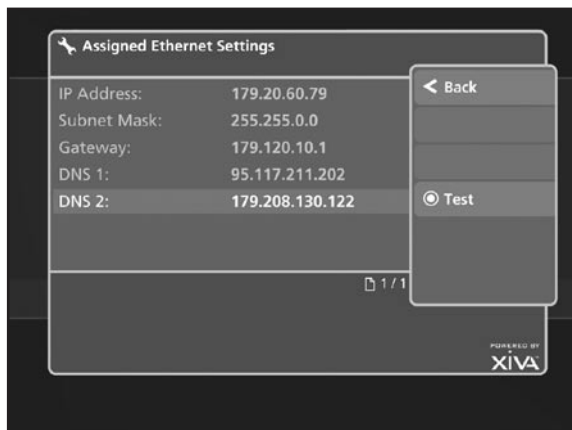 Assigned Ethernet Settings
IP Address: 179.20.60.79
Subnet Mask: 255.255.0.0
Gateway: 179.120.10.1
DNS 1: 95.117.211.202
DNS 2: 179.208.130.122
< Back
Test
1 / 1
POWERED BY
XiVA